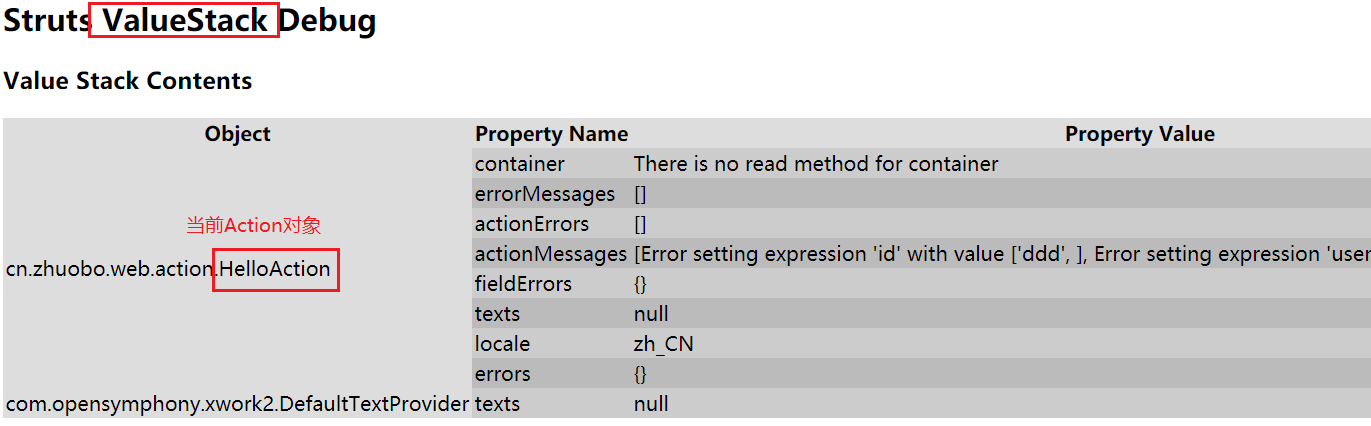 Struts ValueStack Debug
Value Stack Contents
Object Property Name Property Value
container There is no read method for container
errorMessages []
当前Action对象
actionErrors []
actionMessages [Error setting expression 'id' with value ['ddd', ], Error setting expression 'user
cn.zhuobo.web.action.HelloAction
fieldErrors {}
texts null
locale zh_CN
errors {}
com.opensymphony.xwork2.DefaultTextProvider texts null